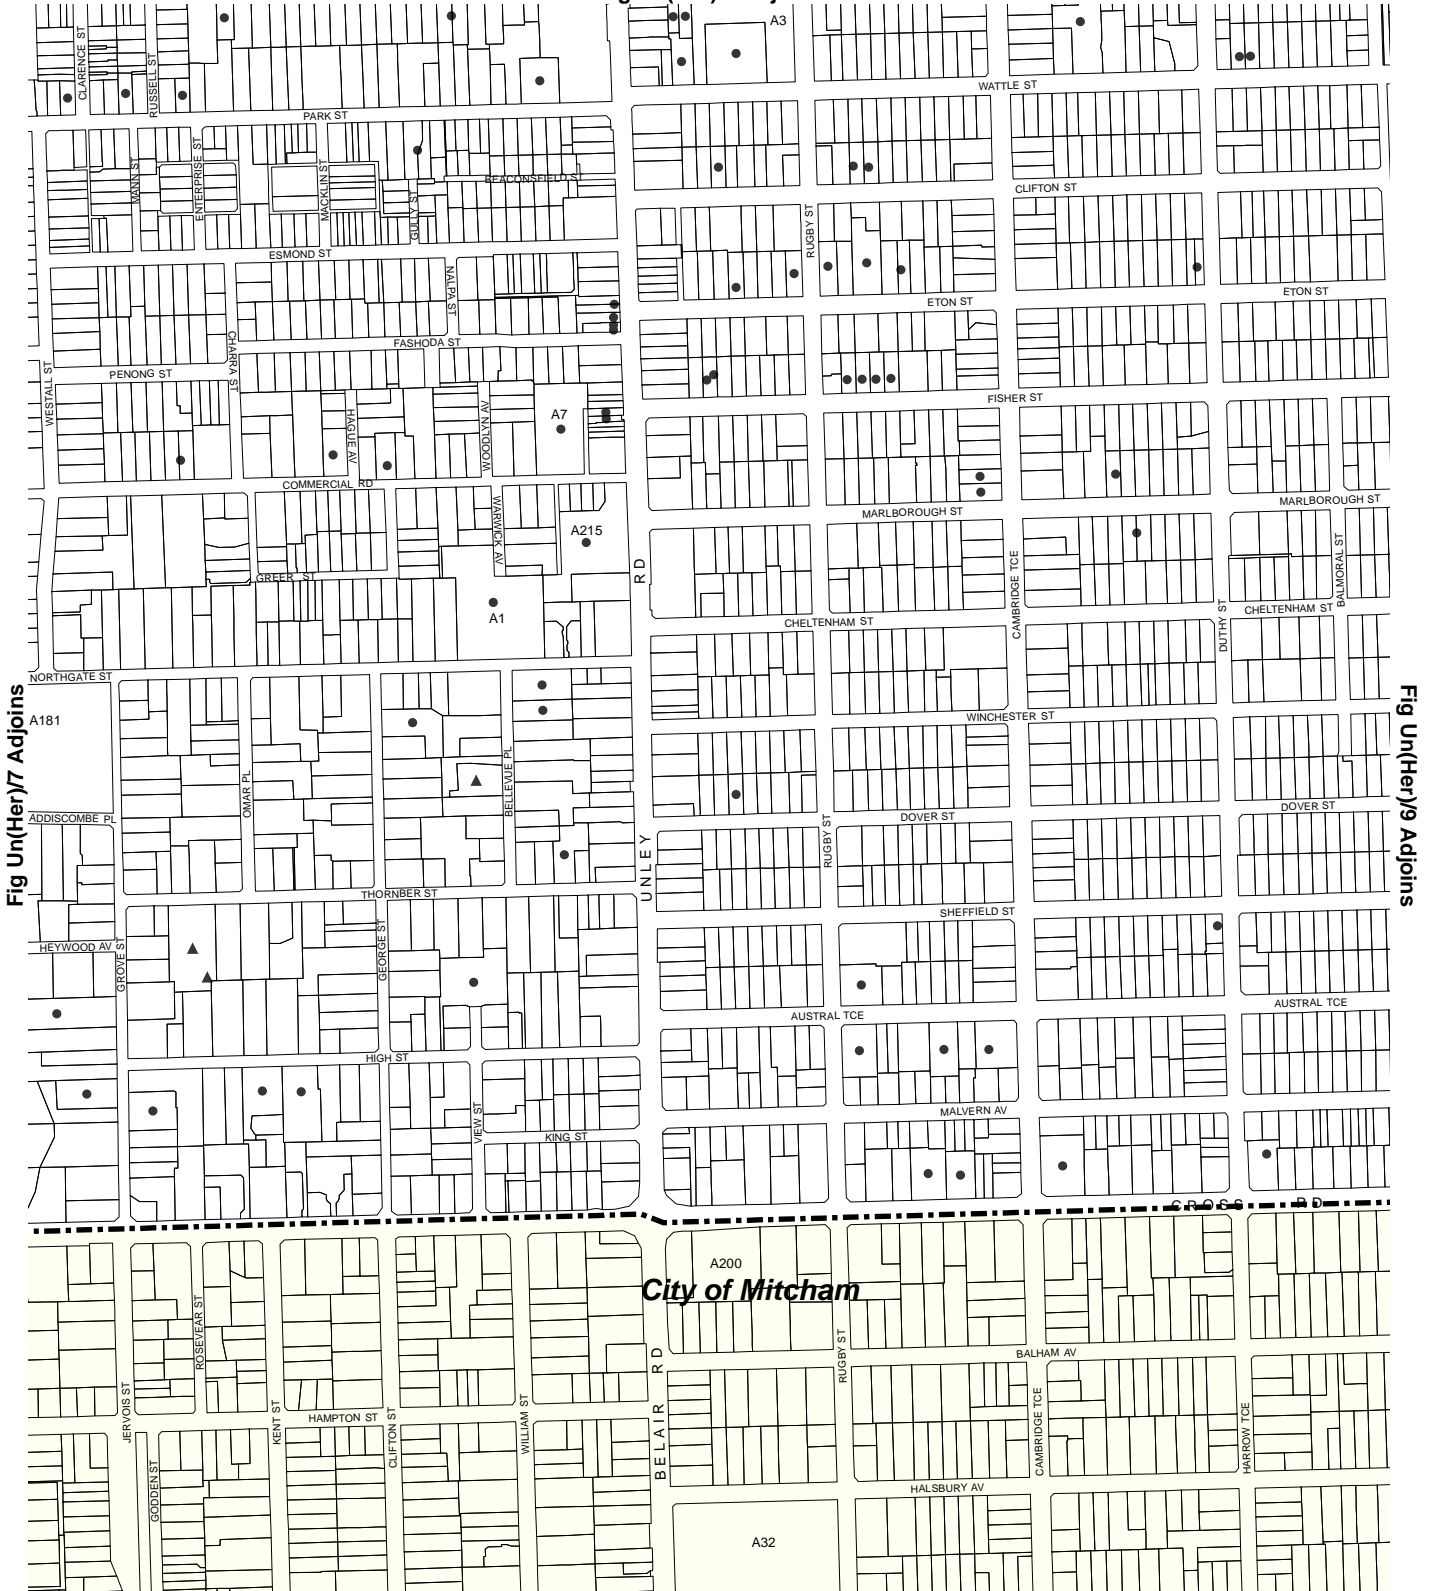 A3
CLARENCE ST
RUSSELL ST
WATTLE ST
PARK ST
MANN ST
ENTERPRISE ST
MACKLIN ST
GULLY ST
BEACONSFIELD ST
CLIFTON ST
RUGBY ST
ESMOND ST
NALPA ST
ETON ST
ETON ST
CHARRA ST
FASHODA ST
WESTALL ST
PENONG ST
HAGUE AV
WOODLYN AV
A7
FISHER ST
COMMERCIAL RD
MARLBOROUGH ST
MARLBOROUGH ST
WARWICK AV
A215
RD
CAMBRIDGE TCE
BALMORAL ST
GREER ST
A1
CHELTENHAM ST
CHELTENHAM ST
DUTHY ST
NORTHGATE ST
A181
Fig Un(Her)/7 Adjoins
Fig Un(Her)/9 Adjoins
WINCHESTER ST
OMAR PL
BELLEVUE PL
ADDISCOMBE PL
DOVER ST
DOVER ST
RUGBY ST
UNLEY
THORNBER ST
SHEFFIELD ST
HEYWOOD AV
GROVE ST
GEORGE ST
AUSTRAL TCE
AUSTRAL TCE
HIGH ST
VIEW ST
KING ST
MALVERN AV
CROSS RD
A200
City of Mitcham
ROSEVEAR ST
RUGBY ST
BALHAM AV
BELAIR RD
JERVOIS ST
KENT ST
HAMPTON ST
CLIFTON ST
WILLIAM ST
CAMBRIDGE TCE
HARROW TCE
GODDEN ST
HALSBURY AV
A32